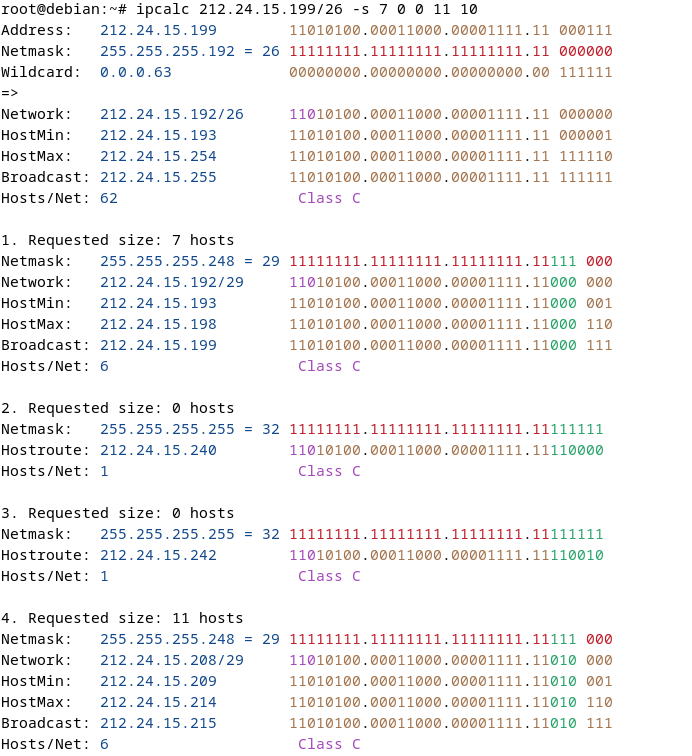 root@debian:~# ipcalc 212.24.15.199/26 -s 7 0 0 11 10
Address:   212.24.15.199        11010100.00011000.00001111.11 000111
Netmask:   255.255.255.192 = 26 11111111.11111111.11111111.11 000000
Wildcard:  0.0.0.63             00000000.00000000.00000000.00 111111
=>
Network:   212.24.15.192/26     11010100.00011000.00001111.11 000000
HostMin:   212.24.15.193        11010100.00011000.00001111.11 000001
HostMax:   212.24.15.254        11010100.00011000.00001111.11 111110
Broadcast: 212.24.15.255        11010100.00011000.00001111.11 111111
Hosts/Net: 62                    Class C
1. Requested size: 7 hosts
Netmask:   255.255.255.248 = 29 11111111.11111111.11111111.11111 000
Network:   212.24.15.192/29     11010100.00011000.00001111.11000 000
HostMin:   212.24.15.193        11010100.00011000.00001111.11000 001
HostMax:   212.24.15.198        11010100.00011000.00001111.11000 110
Broadcast: 212.24.15.199        11010100.00011000.00001111.11000 111
Hosts/Net: 6                     Class C
2. Requested size: 0 hosts
Netmask:   255.255.255.255 = 32 11111111.11111111.11111111.11111111
Hostroute: 212.24.15.240        11010100.00011000.00001111.11110000
Hosts/Net: 1                     Class C
3. Requested size: 0 hosts
Netmask:   255.255.255.255 = 32 11111111.11111111.11111111.11111111
Hostroute: 212.24.15.242        11010100.00011000.00001111.11110010
Hosts/Net: 1                     Class C
4. Requested size: 11 hosts
Netmask:   255.255.255.248 = 29 11111111.11111111.11111111.11111 000
Network:   212.24.15.208/29     11010100.00011000.00001111.11010 000
HostMin:   212.24.15.209        11010100.00011000.00001111.11010 001
HostMax:   212.24.15.214        11010100.00011000.00001111.11010 110
Broadcast: 212.24.15.215        11010100.00011000.00001111.11010 111
Hosts/Net: 6                     Class C